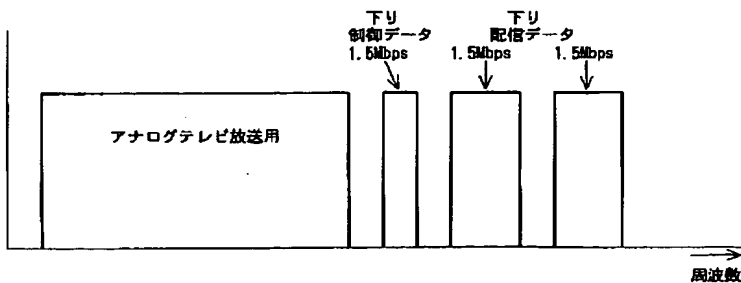 下り
制御データ
1.5Mbps
下り
配信データ
1.5Mbps
1.5Mbps
アナログテレビ放送用
周波数